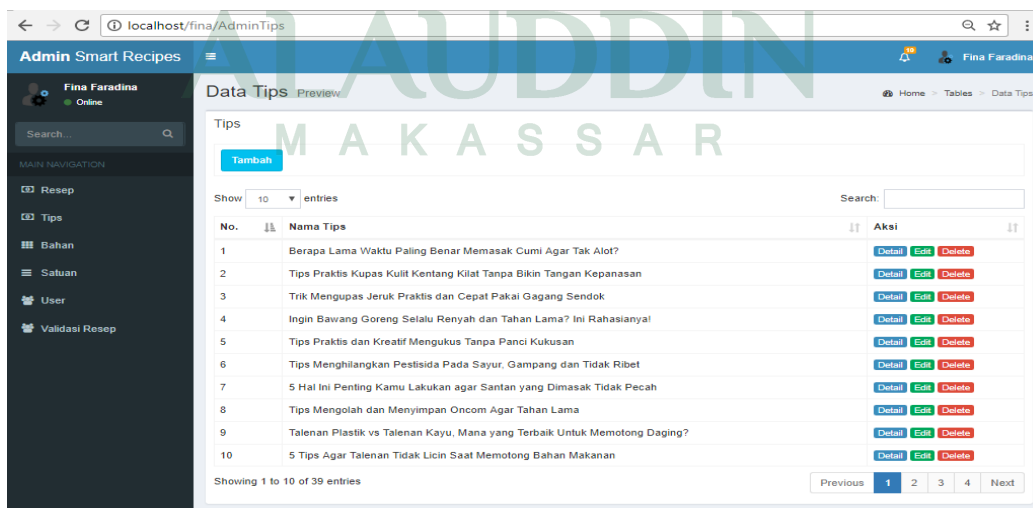 localhost/fina/AdminTips
ALAUDDIN
MAKASSAR
Admin Smart Recipes
10
Fina Faradina
Fina Faradina
Online
Search...
MAIN NAVIGATION
Resep
Tips
Bahan
Satuan
User
Validasi Resep
Data Tips Preview
Home > Tables > Data Tips
Tips
Tambah
Show 10 entries Search:
No. Nama Tips Aksi
1 Berapa Lama Waktu Paling Benar Memasak Cumi Agar Tak Alot? Detail Edit Delete
2 Tips Praktis Kupas Kulit Kentang Kilat Tanpa Bikin Tangan Kepanasan Detail Edit Delete
3 Trik Mengupas Jeruk Praktis dan Cepat Pakai Gagang Sendok Detail Edit Delete
4 Ingin Bawang Goreng Selalu Renyah dan Tahan Lama? Ini Rahasianya! Detail Edit Delete
5 Tips Praktis dan Kreatif Mengukus Tanpa Panci Kukusan Detail Edit Delete
6 Tips Menghilangkan Pestisida Pada Sayur, Gampang dan Tidak Ribet Detail Edit Delete
7 5 Hal Ini Penting Kamu Lakukan agar Santan yang Dimasak Tidak Pecah Detail Edit Delete
8 Tips Mengolah dan Menyimpan Oncom Agar Tahan Lama Detail Edit Delete
9 Talenan Plastik vs Talenan Kayu, Mana yang Terbaik Untuk Memotong Daging? Detail Edit Delete
10 5 Tips Agar Talenan Tidak Licin Saat Memotong Bahan Makanan Detail Edit Delete
Showing 1 to 10 of 39 entries
Previous 1 2 3 4 Next